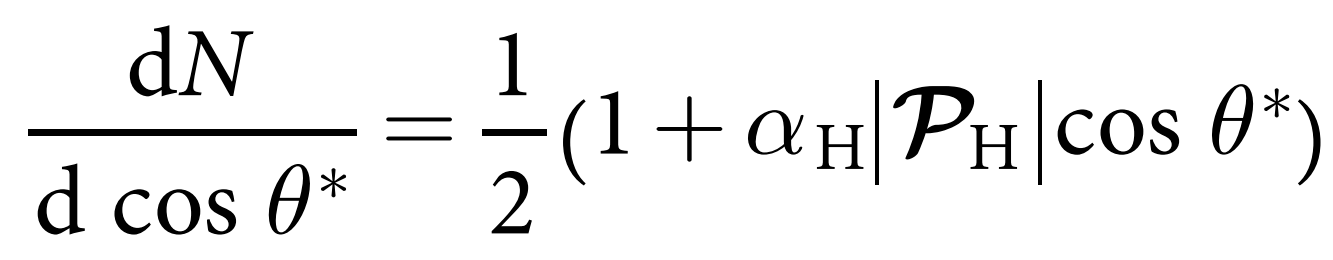 dN/d cos θ* = 1/2 (1 + α_H |𝓟_H| cos θ*)